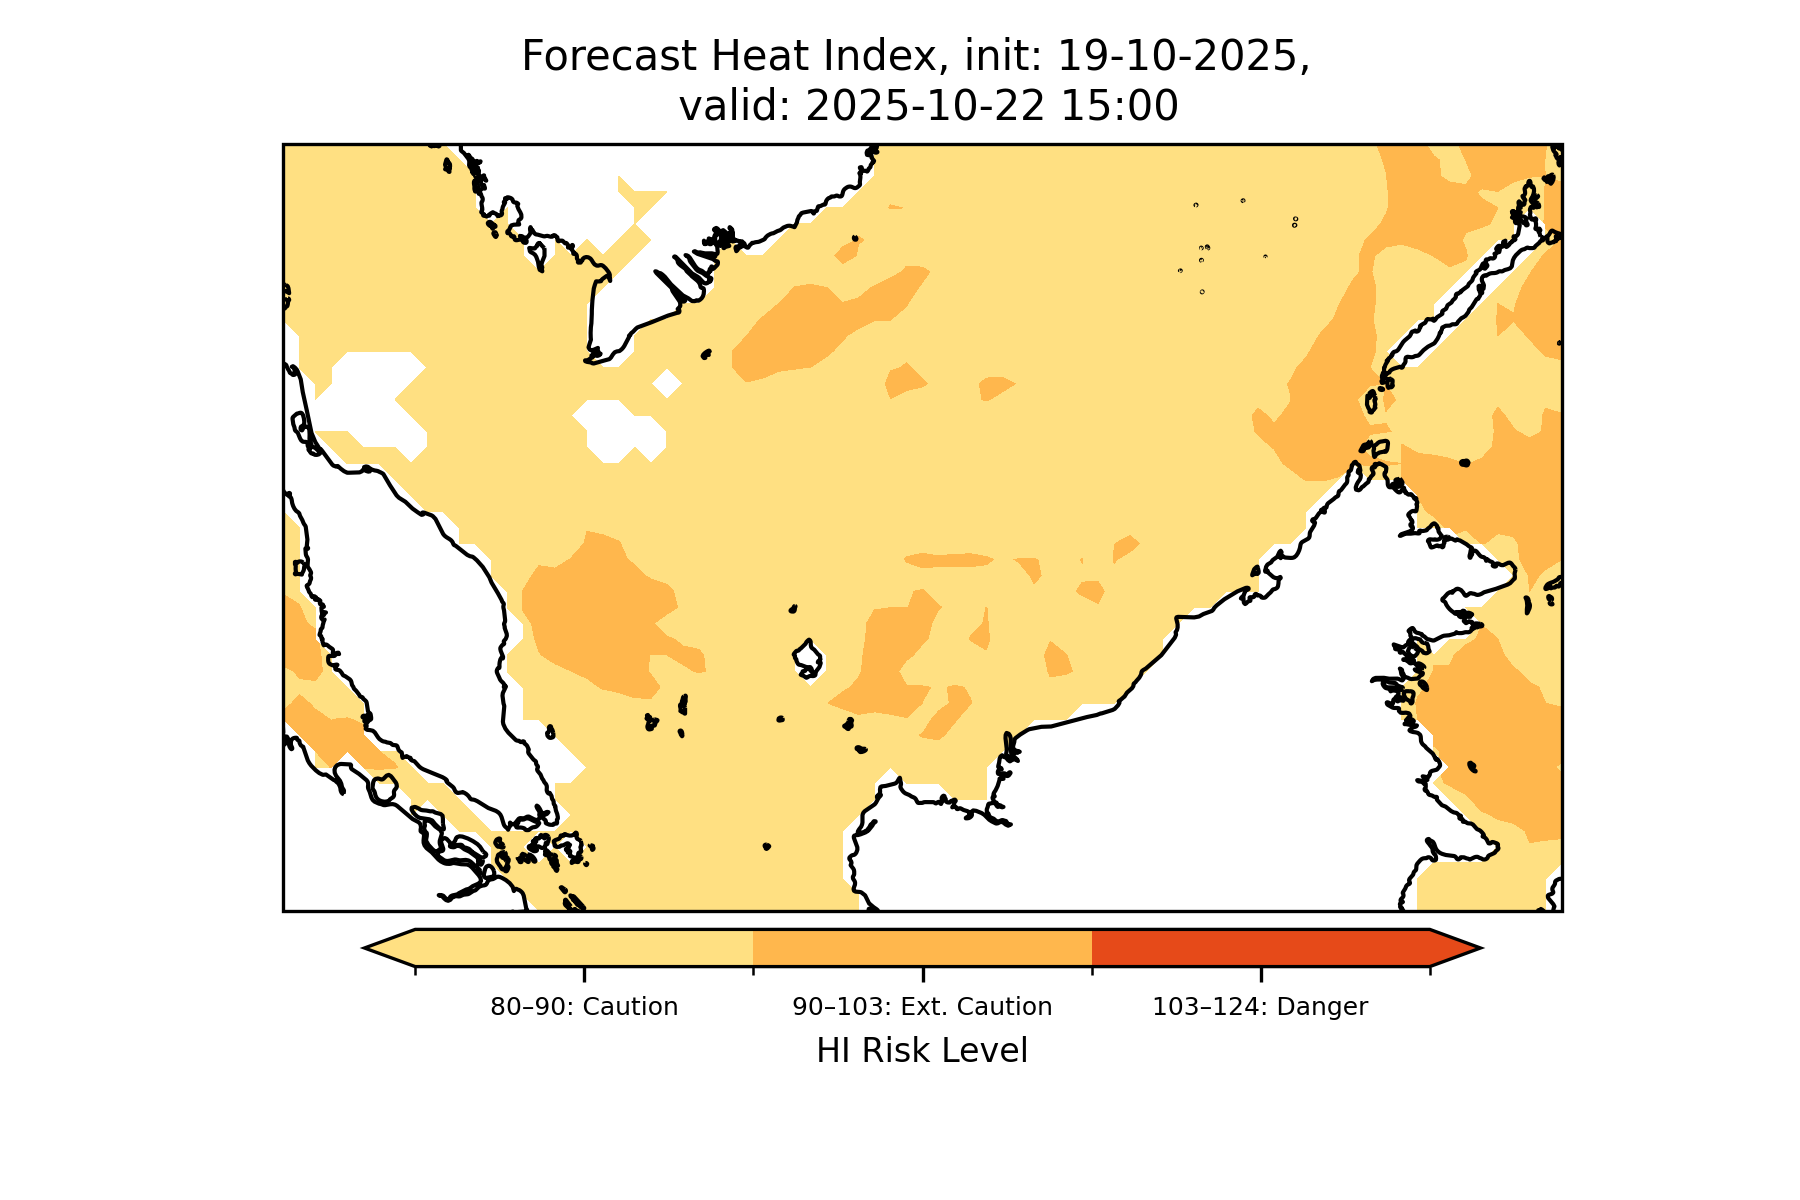 Forecast Heat Index, init: 19-10-2025,
valid: 2025-10-22 15:00
80–90: Caution
90–103: Ext. Caution
103–124: Danger
HI Risk Level